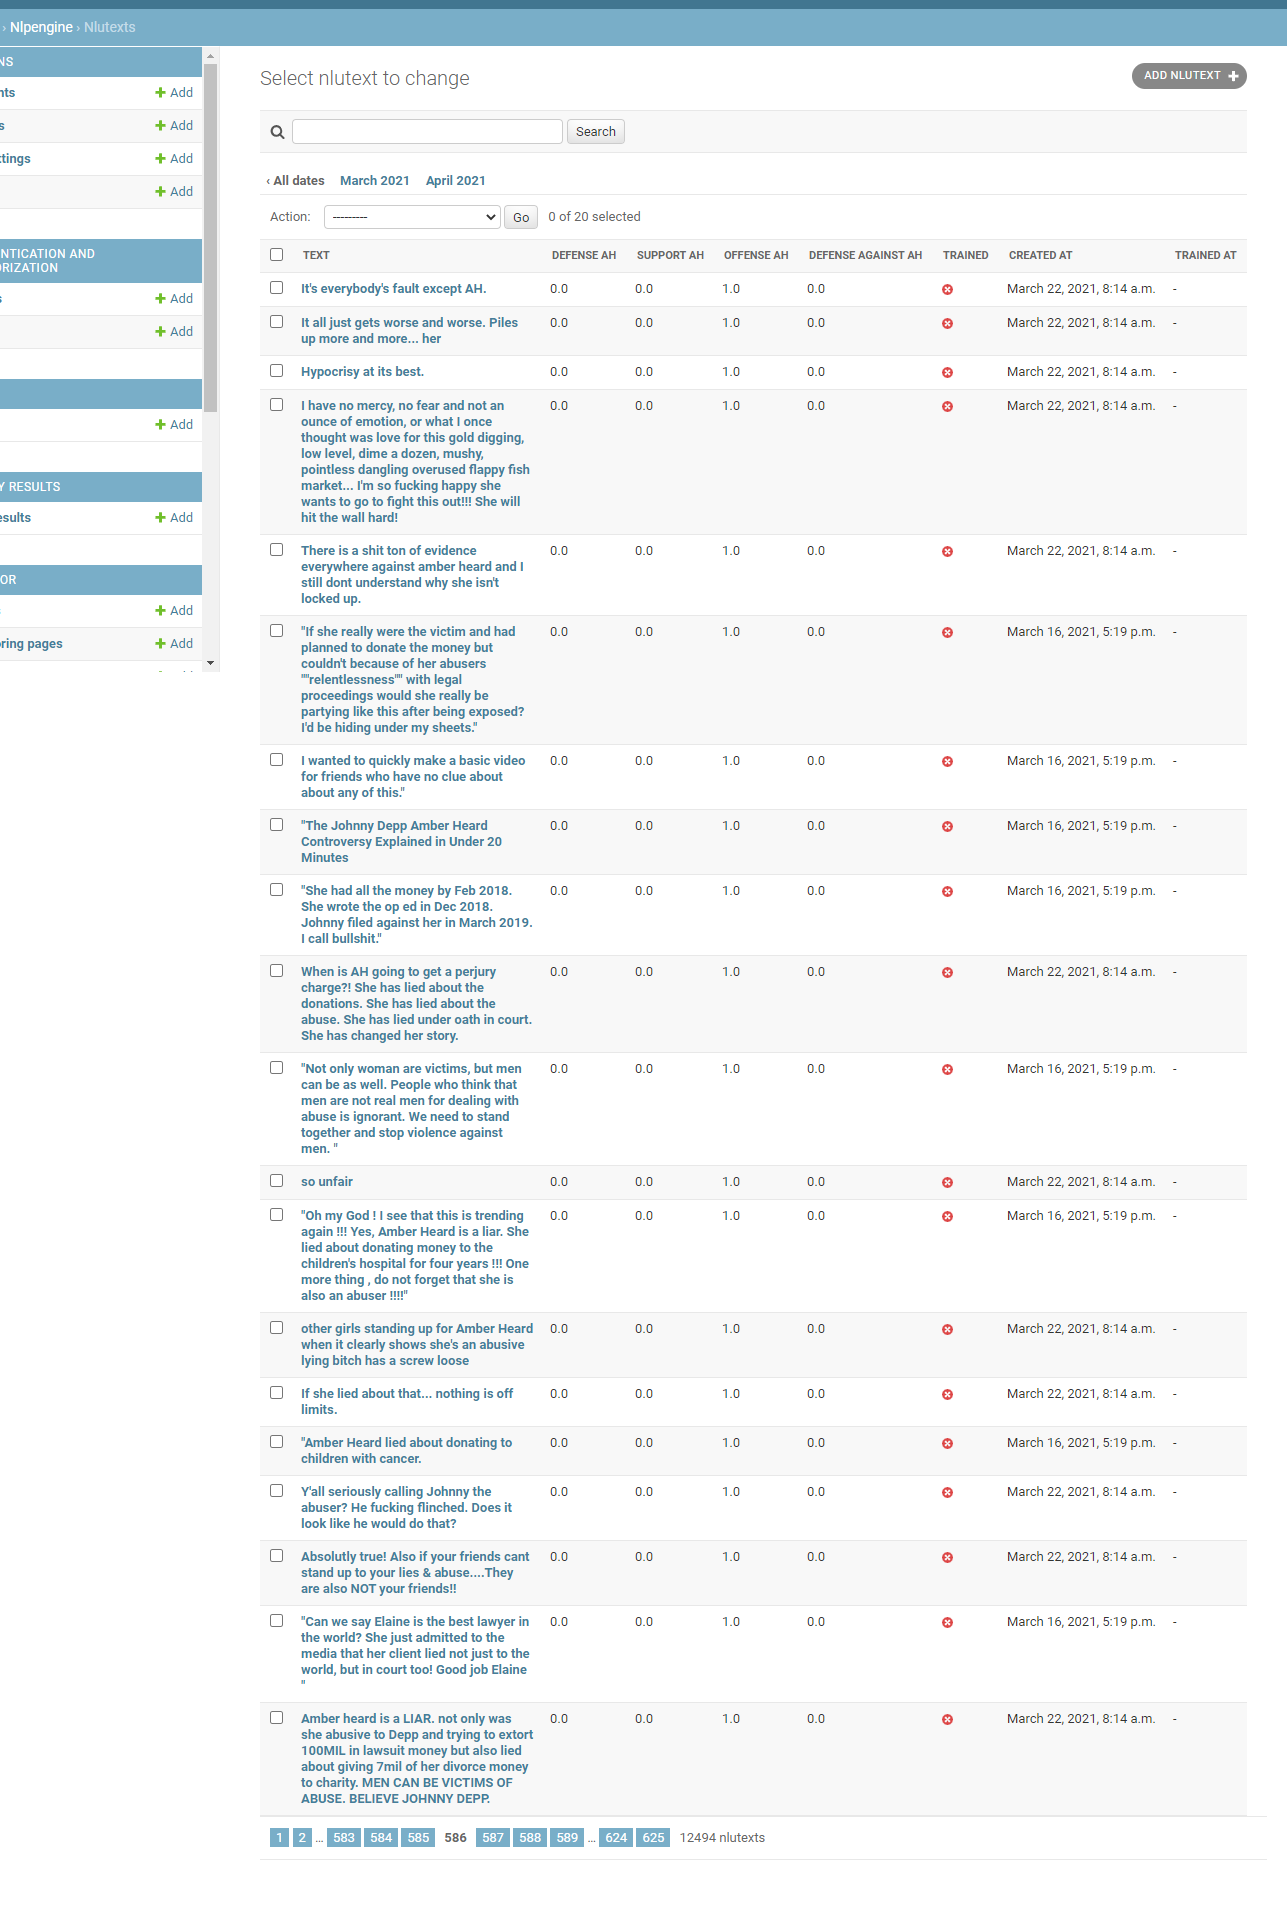 › Nlpengine › Nlutexts
NS
nts + Add
s + Add
ttings + Add
+ Add
NTICATION AND
ORIZATION
s + Add
+ Add
+ Add
Y RESULTS
esults + Add
OR
+ Add
oring pages + Add
Select nlutext to change
ADD NLUTEXT +
Search
‹ All dates March 2021 April 2021
Action: --------- Go 0 of 20 selected
TEXT DEFENSE AH SUPPORT AH OFFENSE AH DEFENSE AGAINST AH TRAINED CREATED AT TRAINED AT
It's everybody's fault except AH. 0.0 0.0 1.0 0.0 March 22, 2021, 8:14 a.m. -
It all just gets worse and worse. Piles 0.0 0.0 1.0 0.0 March 22, 2021, 8:14 a.m. -
up more and more... her
Hypocrisy at its best. 0.0 0.0 1.0 0.0 March 22, 2021, 8:14 a.m. -
I have no mercy, no fear and not an 0.0 0.0 1.0 0.0 March 22, 2021, 8:14 a.m. -
ounce of emotion, or what I once
thought was love for this gold digging,
low level, dime a dozen, mushy,
pointless dangling overused flappy fish
market... I'm so fucking happy she
wants to go to fight this out!!! She will
hit the wall hard!
There is a shit ton of evidence 0.0 0.0 1.0 0.0 March 22, 2021, 8:14 a.m. -
everywhere against amber heard and I
still dont understand why she isn't
locked up.
"If she really were the victim and had 0.0 0.0 1.0 0.0 March 16, 2021, 5:19 p.m. -
planned to donate the money but
couldn't because of her abusers
""relentlessness"" with legal
proceedings would she really be
partying like this after being exposed?
I'd be hiding under my sheets."
I wanted to quickly make a basic video 0.0 0.0 1.0 0.0 March 16, 2021, 5:19 p.m. -
for friends who have no clue about
about any of this."
"The Johnny Depp Amber Heard 0.0 0.0 1.0 0.0 March 16, 2021, 5:19 p.m. -
Controversy Explained in Under 20
Minutes
"She had all the money by Feb 2018. 0.0 0.0 1.0 0.0 March 16, 2021, 5:19 p.m. -
She wrote the op ed in Dec 2018.
Johnny filed against her in March 2019.
I call bullshit."
When is AH going to get a perjury 0.0 0.0 1.0 0.0 March 22, 2021, 8:14 a.m. -
charge?! She has lied about the
donations. She has lied about the
abuse. She has lied under oath in court.
She has changed her story.
"Not only woman are victims, but men 0.0 0.0 1.0 0.0 March 16, 2021, 5:19 p.m. -
can be as well. People who think that
men are not real men for dealing with
abuse is ignorant. We need to stand
together and stop violence against
men. "
so unfair 0.0 0.0 1.0 0.0 March 22, 2021, 8:14 a.m. -
"Oh my God ! I see that this is trending 0.0 0.0 1.0 0.0 March 16, 2021, 5:19 p.m. -
again !!! Yes, Amber Heard is a liar. She
lied about donating money to the
children's hospital for four years !!! One
more thing , do not forget that she is
also an abuser !!!!"
other girls standing up for Amber Heard 0.0 0.0 1.0 0.0 March 22, 2021, 8:14 a.m. -
when it clearly shows she's an abusive
lying bitch has a screw loose
If she lied about that... nothing is off 0.0 0.0 1.0 0.0 March 22, 2021, 8:14 a.m. -
limits.
"Amber Heard lied about donating to 0.0 0.0 1.0 0.0 March 16, 2021, 5:19 p.m. -
children with cancer.
Y'all seriously calling Johnny the 0.0 0.0 1.0 0.0 March 22, 2021, 8:14 a.m. -
abuser? He fucking flinched. Does it
look like he would do that?
Absolutly true! Also if your friends cant 0.0 0.0 1.0 0.0 March 22, 2021, 8:14 a.m. -
stand up to your lies & abuse....They
are also NOT your friends!!
"Can we say Elaine is the best lawyer in 0.0 0.0 1.0 0.0 March 16, 2021, 5:19 p.m. -
the world? She just admitted to the
media that her client lied not just to the
world, but in court too! Good job Elaine
"
Amber heard is a LIAR. not only was 0.0 0.0 1.0 0.0 March 22, 2021, 8:14 a.m. -
she abusive to Depp and trying to extort
100MIL in lawsuit money but also lied
about giving 7mil of her divorce money
to charity. MEN CAN BE VICTIMS OF
ABUSE. BELIEVE JOHNNY DEPP.
1 2 ... 583 584 585 586 587 588 589 ... 624 625 12494 nlutexts